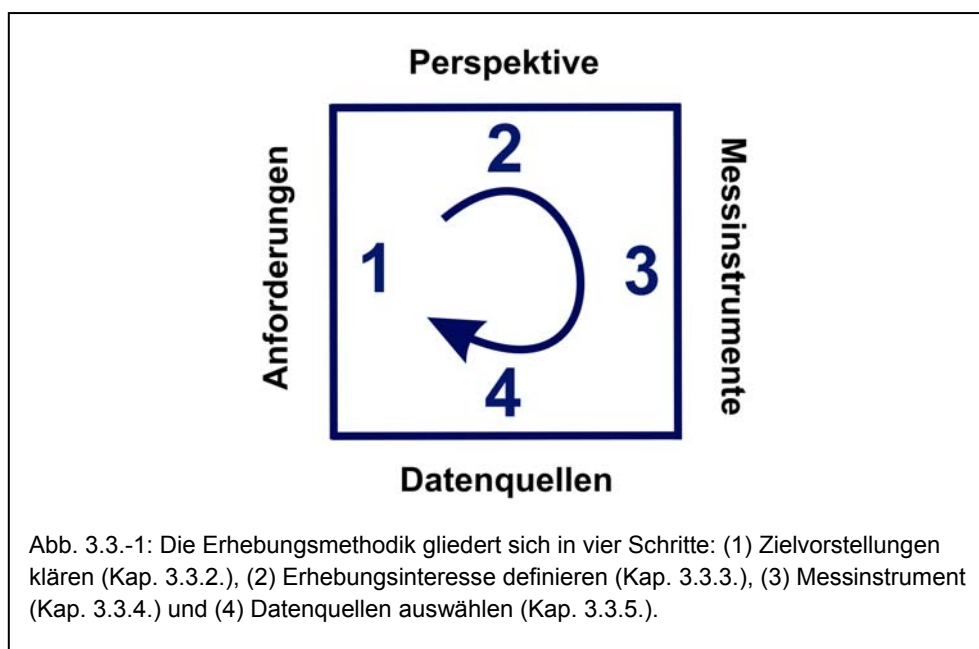 Perspektive
2
Anforderungen
1
3
Messinstrumente
4
Datenquellen
Abb. 3.3.-1: Die Erhebungsmethodik gliedert sich in vier Schritte: (1) Zielvorstellungen
klären (Kap. 3.3.2.), (2) Erhebungsinteresse definieren (Kap. 3.3.3.), (3) Messinstrument
(Kap. 3.3.4.) und (4) Datenquellen auswählen (Kap. 3.3.5.).